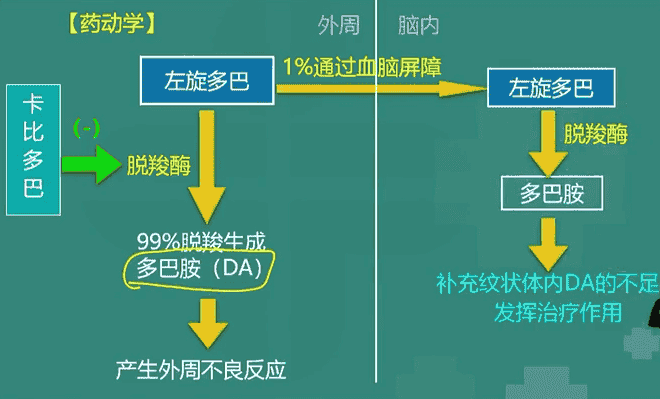 【药动学】
外周
脑内
左旋多巴
1%通过血脑屏障
左旋多巴
卡比多巴
(-)
脱羧酶
脱羧酶
多巴胺
99%脱羧生成
多巴胺（DA）
补充纹状体内DA的不足
发挥治疗作用
产生外周不良反应